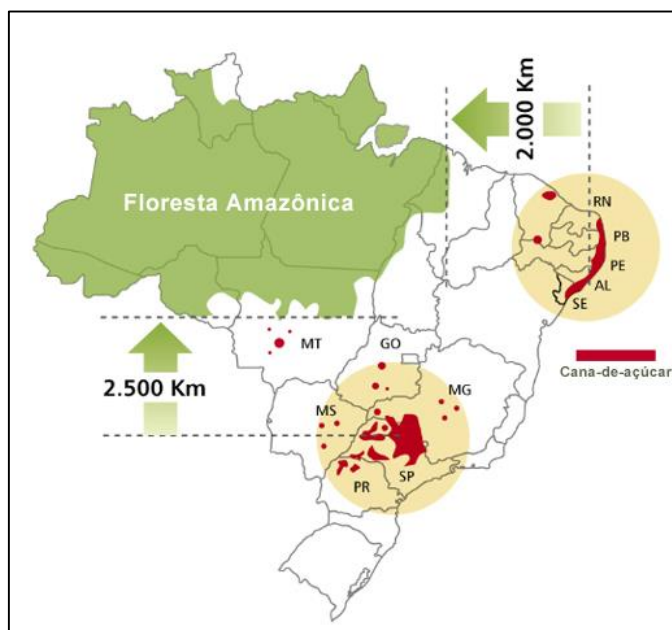 2.000 Km
Floresta Amazônica
RN
PB
PE
AL
SE
Cana-de-açúcar
MT
GO
2.500 Km
MS
MG
SP
PR